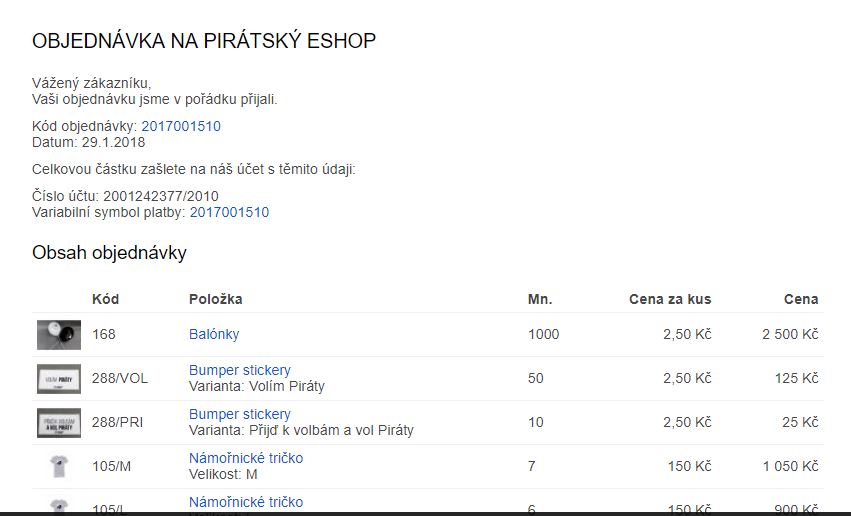 OBJEDNÁVKA NA PIRÁTSKÝ ESHOP
Vážený zákazníku,
Vaši objednávku jsme v pořádku přijali.
Kód objednávky: 2017001510
Datum: 29.1.2018
Celkovou částku zašlete na náš účet s těmito údaji:
Číslo účtu: 2001242377/2010
Variabilní symbol platby: 2017001510
Obsah objednávky
Kód Položka Mn. Cena za kus Cena
168 Balónky 1000 2,50 Kč 2 500 Kč
VOLÍM PIRÁTY
288/VOL Bumper stickery 50 2,50 Kč 125 Kč
Varianta: Volím Piráty
A VOL PIRÁTY
288/PRI Bumper stickery 10 2,50 Kč 25 Kč
Varianta: Přijď k volbám a vol Piráty
105/M Námořnické tričko 7 150 Kč 1 050 Kč
Velikost: M
105/L Námořnické tričko 6 150 Kč 900 Kč